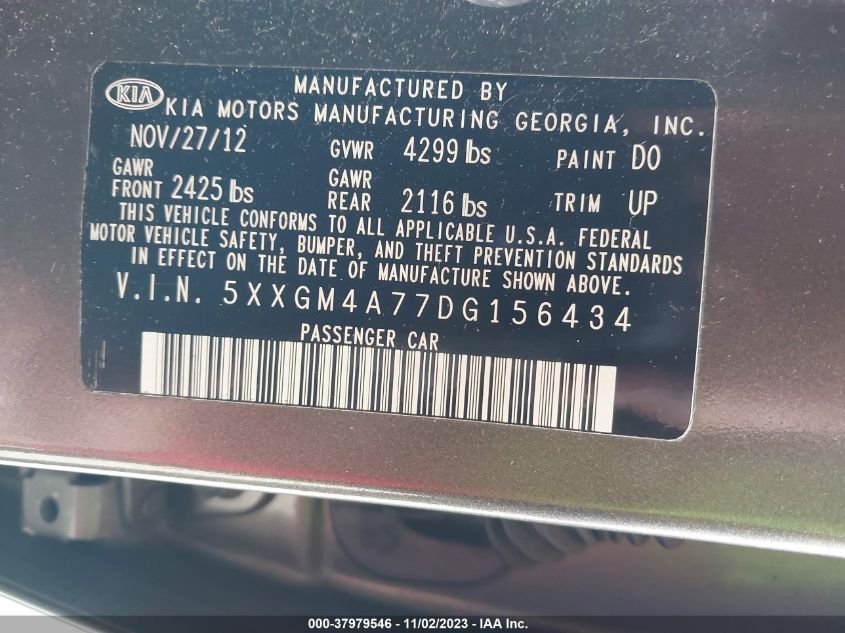 MANUFACTURED BY
KIA KIA MOTORS MANUFACTURING GEORGIA, INC.
NOV/27/12 GVWR 4299 lbs PAINT D0
GAWR FRONT 2425 lbs GAWR REAR 2116 lbs TRIM UP
THIS VEHICLE CONFORMS TO ALL APPLICABLE U.S.A. FEDERAL
MOTOR VEHICLE SAFETY, BUMPER, AND THEFT PREVENTION STANDARDS
IN EFFECT ON THE DATE OF MANUFACTURE SHOWN ABOVE.
V.I.N. 5XXGM4A77DG156434
PASSENGER CAR
000-37979546 - 11/02/2023 - IAA Inc.